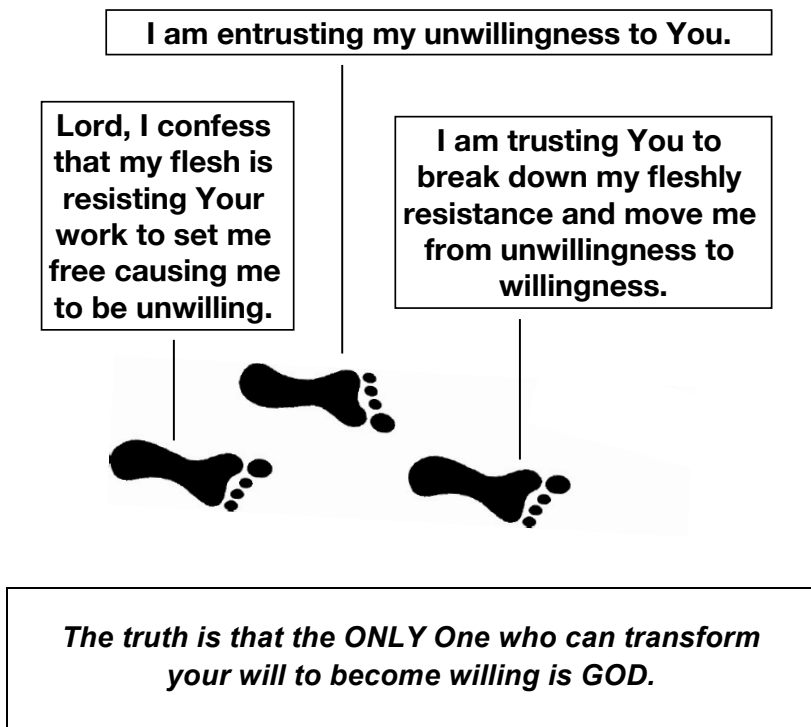 I am entrusting my unwillingness to You.
Lord, I confess
that my flesh is
resisting Your
work to set me
free causing me
to be unwilling.
I am trusting You to
break down my fleshly
resistance and move me
from unwillingness to
willingness.
The truth is that the ONLY One who can transform
your will to become willing is GOD.